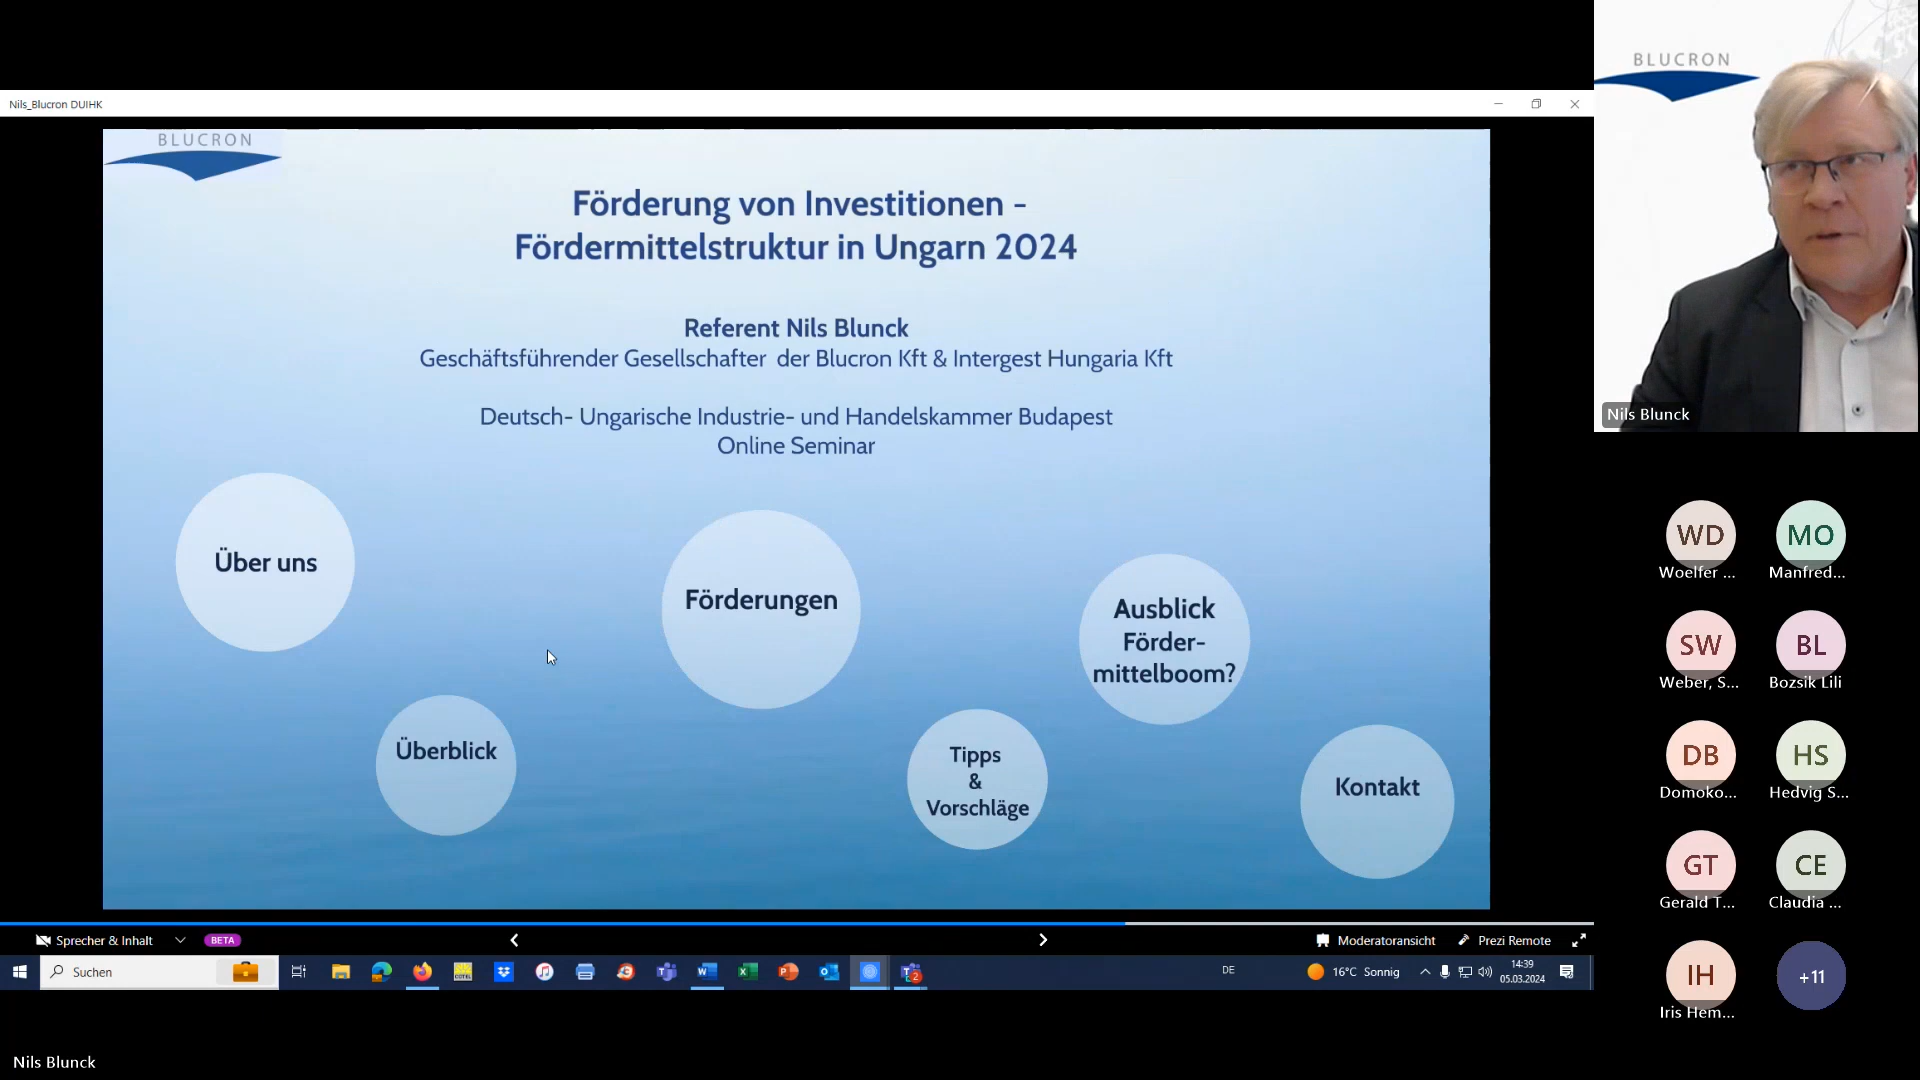 Nils_Blucron DUIHK
BLUCRON
Förderung von Investitionen -
Fördermittelstruktur in Ungarn 2024
Referent Nils Blunck
Geschäftsführender Gesellschafter der Blucron Kft & Intergest Hungaria Kft
Deutsch- Ungarische Industrie- und Handelskammer Budapest
Online Seminar
Über uns
Überblick
Förderungen
Tipps
&
Vorschläge
Ausblick
Förder-
mittelboom?
Kontakt
Sprecher & Inhalt
BETA
Moderatoransicht
Prezi Remote
Suchen
DE
16°C Sonnig
14:39
05.03.2024
Nils Blunck
BLUCRON
Nils Blunck
WD
Woelfer ...
MO
Manfred...
SW
Weber, S...
BL
Bozsik Lili
DB
Domoko...
HS
Hedvig S...
GT
Gerald T...
CE
Claudia ...
IH
Iris Hem...
+11